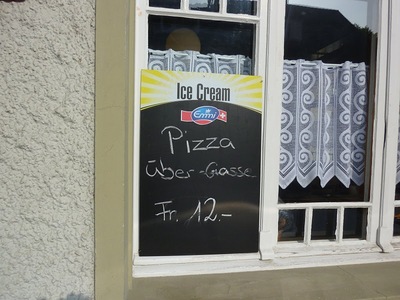 Ice Cream
Emmi
Pizza
über-Gasse
Fr. 12.-